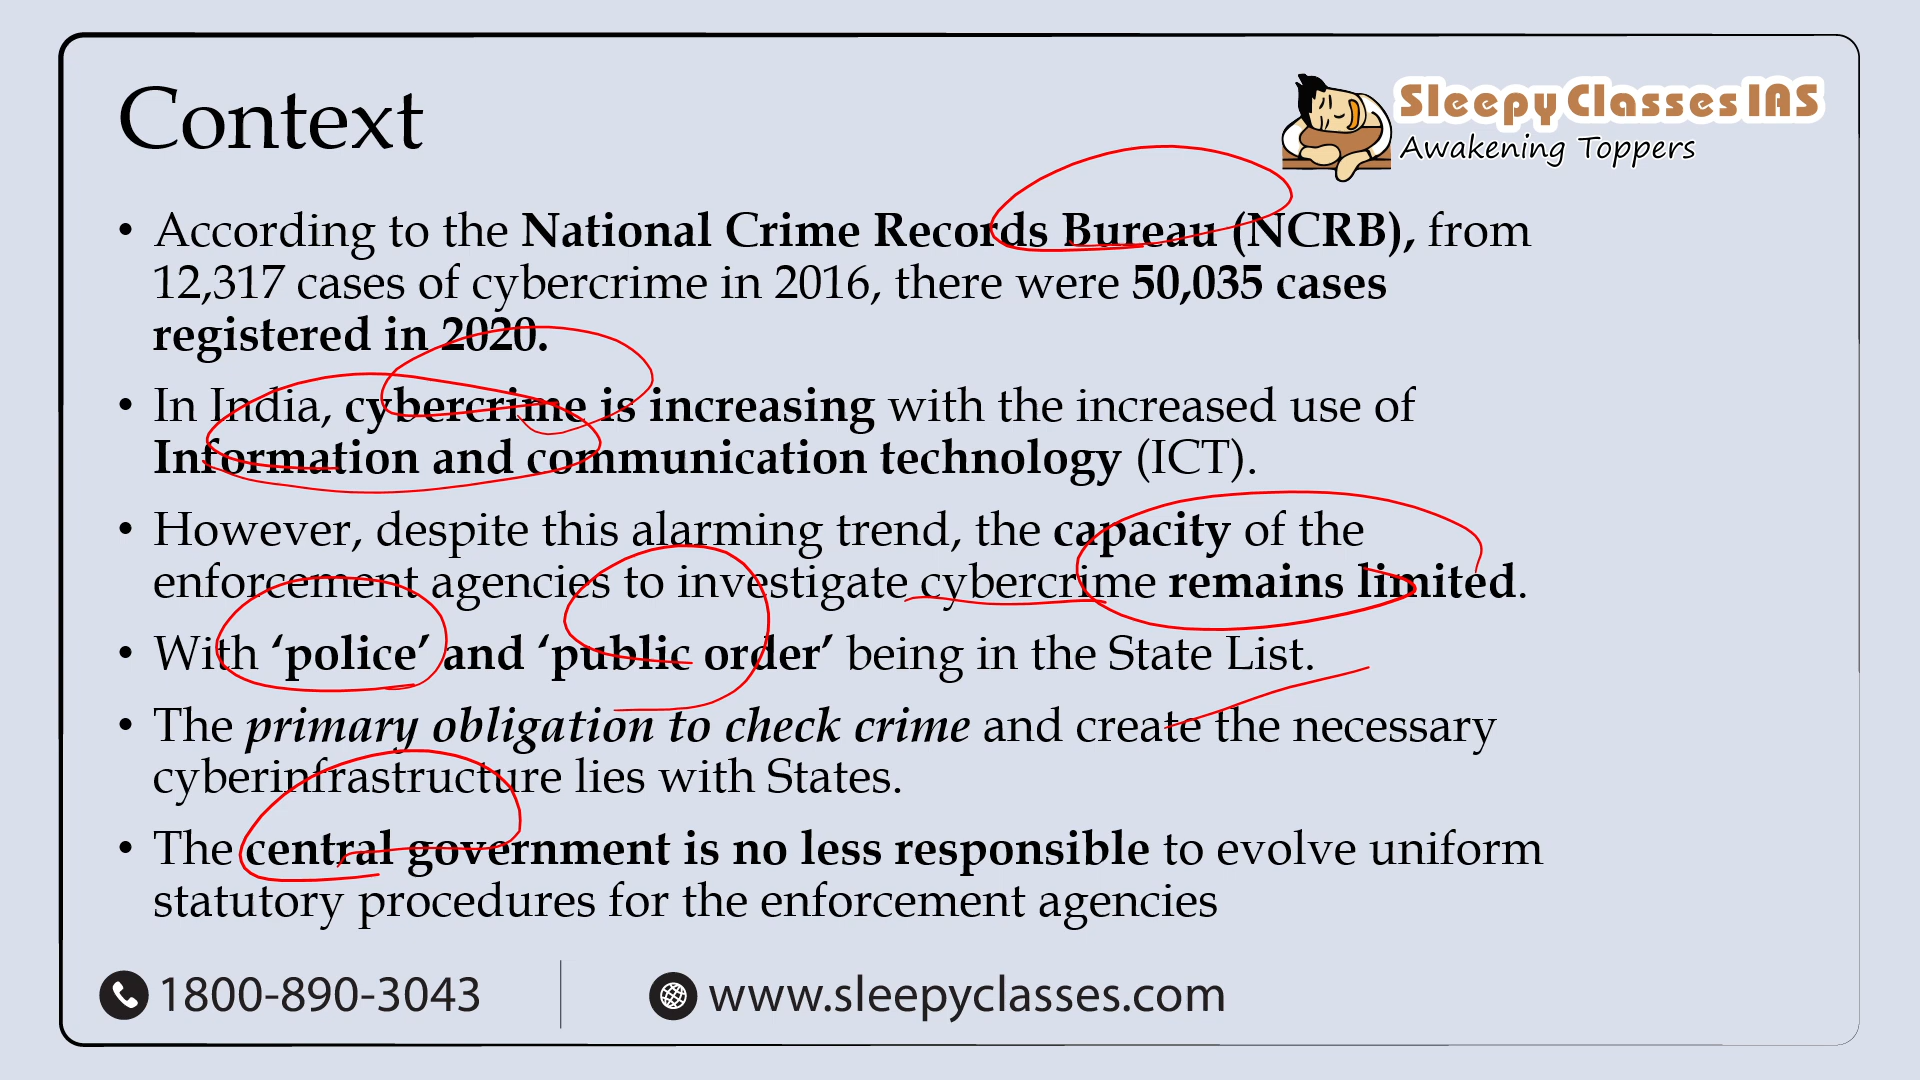 Context
Sleepy Classes IAS
Awakening Toppers
• According to the National Crime Records Bureau (NCRB), from
12,317 cases of cybercrime in 2016, there were 50,035 cases
registered in 2020.
• In India, cybercrime is increasing with the increased use of
Information and communication technology (ICT).
• However, despite this alarming trend, the capacity of the
enforcement agencies to investigate cybercrime remains limited.
• With ‘police’ and ‘public order’ being in the State List.
• The primary obligation to check crime and create the necessary
cyberinfrastructure lies with States.
• The central government is no less responsible to evolve uniform
statutory procedures for the enforcement agencies
1800-890-3043
www.sleepyclasses.com